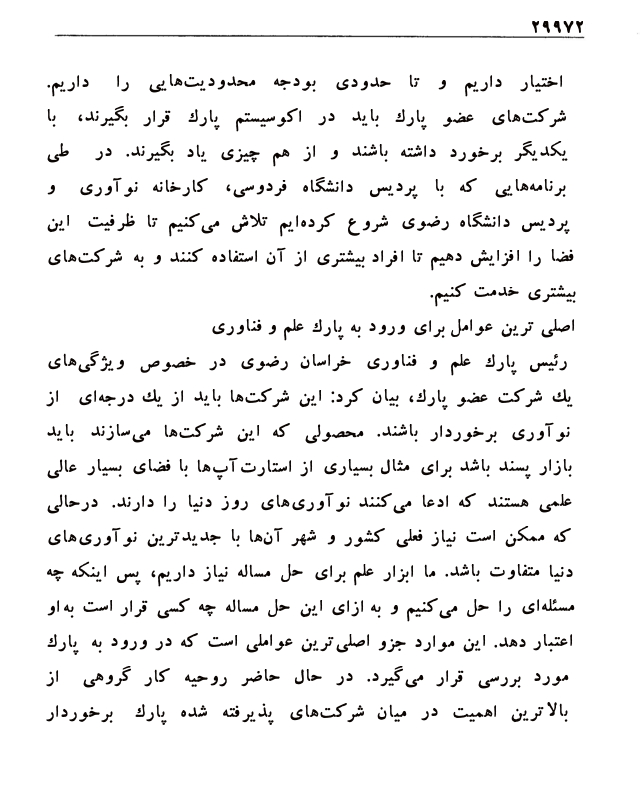 ۲۹۹۷۲
اختیار داریم و تا حدودی بودجه محدودیت‌هایی را داریم.
شرکت‌های عضو پارك باید در اکوسیستم پارك قرار بگیرند، با
یکدیگر برخورد داشته باشند و از هم چیزی یاد بگیرند. در طی
برنامه‌هایی که با پردیس دانشگاه فردوسی، کارخانه نوآوری و
پردیس دانشگاه رضوی شروع کرده‌ایم تلاش می‌کنیم تا ظرفیت این
فضا را افزایش دهیم تا افراد بیشتری از آن استفاده کنند و به شرکت‌های
بیشتری خدمت کنیم.
اصلی ترین عوامل برای ورود به پارك علم و فناوری
رئیس پارك علم و فناوری خراسان رضوی در خصوص ویژگی‌های
یك شرکت عضو پارك، بیان کرد: این شرکت‌ها باید از یك درجه‌ای از
نوآوری برخوردار باشند. محصولی که این شرکت‌ها می‌سازند باید
بازار پسند باشد برای مثال بسیاری از استارت‌آپ‌ها با فضای بسیار عالی
علمی هستند که ادعا می‌کنند نوآوری‌های روز دنیا را دارند. درحالی
که ممکن است نیاز فعلی کشور و شهر آن‌ها با جدیدترین نوآوری‌های
دنیا متفاوت باشد. ما ابزار علم برای حل مساله نیاز داریم، پس اینکه چه
مسئله‌ای را حل می‌کنیم و به ازای این حل مساله چه کسی قرار است به‌او
اعتبار دهد. این موارد جزو اصلی‌ترین عواملی است که در ورود به پارك
مورد بررسی قرار می‌گیرد. در حال حاضر روحیه کار گروهی از
بالاترین اهمیت در میان شرکت‌های پذیرفته شده پارك برخوردار